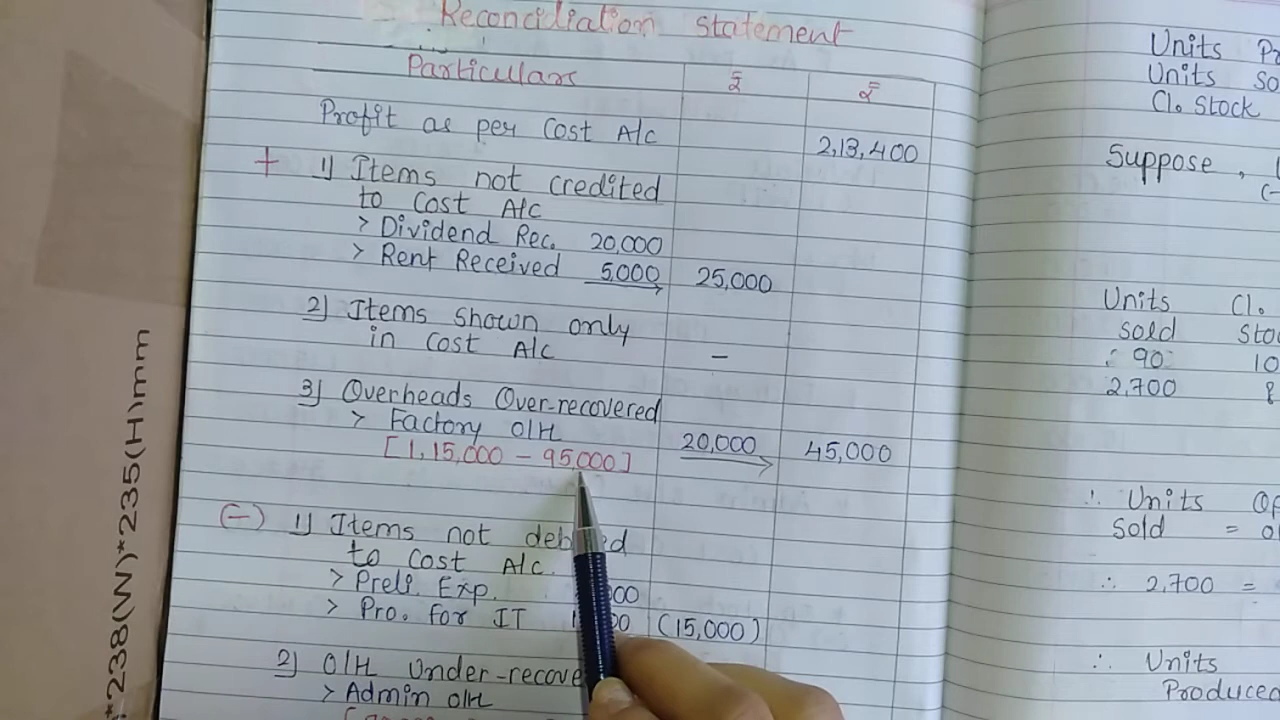 Reconciliation Statement
Particulars ₹ ₹
Profit as per Cost A/c 2,13,400
+ 1) Items not credited
to Cost A/c
> Dividend Rec. 20,000
> Rent Received 5,000 25,000
2) Items shown only
in Cost A/c –
3) Overheads Over-recovered
> Factory O/H 20,000 45,000
[1,15,000 – 95,000]
(–) 1) Items not
to Cost A/c.
> Preli. Exp.
> Pro. for IT (15,000)
2) O/H Under-recove
> Admin O/H
Units
Units So
Cl. Stock
Suppose,
Units Cl.
Sold Sto
90 10
2,700
∴ Units Op
Sold =
∴ 2,700 =
∴ Units
Produced
*238(W)*235(H)mm